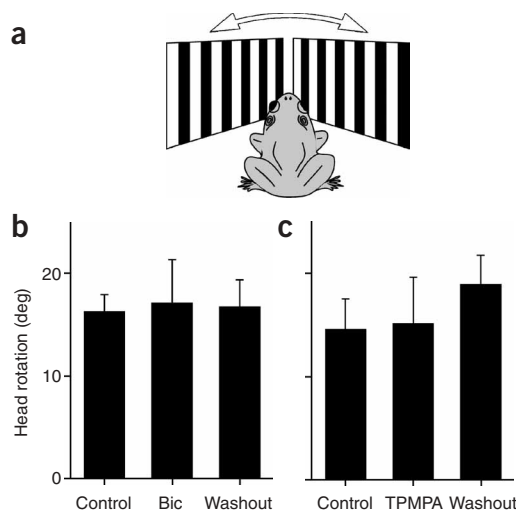 a
b
c
20
10
0
Head rotation (deg)
Control Bic Washout
Control TPMPA Washout